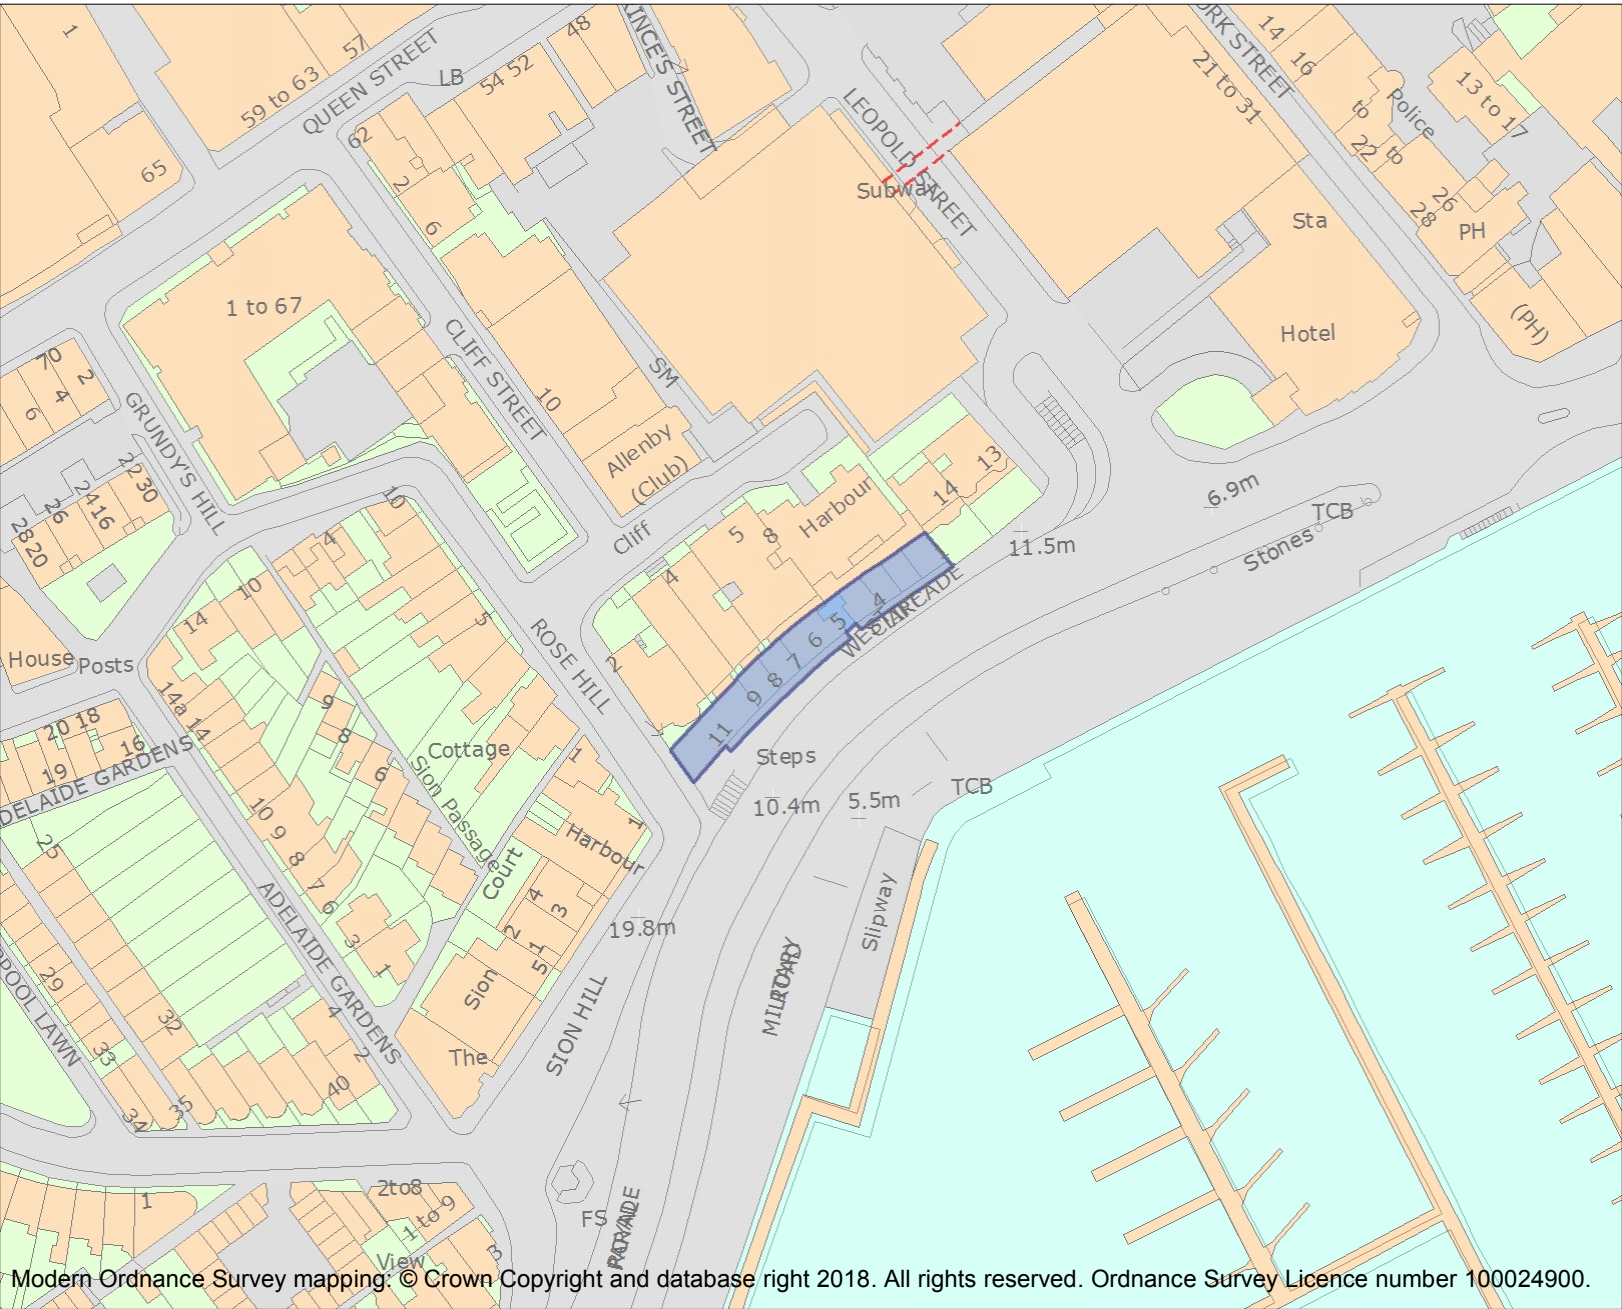 1
59 to 63
57
QUEEN STREET
LB
54 52
48
RINCE'S STREET
LEOPOLD STREET
Subway
ORK STREET
21 to 31
14
16
to
22
Police
to
13 to 17
26
28
PH
(PH)
Sta
Hotel
65
62
2
6
1 to 67
CLIFF STREET
10
SM
Allenby
(Club)
Cliff
70
2
4
6
GRUNDY'S HILL
22
30
24
16
26
28
20
10
4
5
8
Harbour
13
14
4
2
11.5m
6.9m
TCB
Stones
WESTCLIFF ARCADE
4
5
6
7
8
9
11
Steps
10.4m
5.5m
TCB
ROSE HILL
5
10
14
House
Posts
14a
14
20 18
16
19
DELAIDE GARDENS
9
8
6
Cottage
Sion Passage
Court
1
1
Harbour
4
3
2
1
5
Sion
The
SION HILL
19.8m
10
9
8
7
6
3
1
ADELAIDE GARDENS
25
29
32
33
34
35
4
2
40
RPOOL LAWN
MILITARY
ROAD
Slipway
1
2to8
1 to 9
View
3
FS
ROYAL
PARADE
Modern Ordnance Survey mapping: © Crown Copyright and database right 2018. All rights reserved. Ordnance Survey Licence number 100024900.